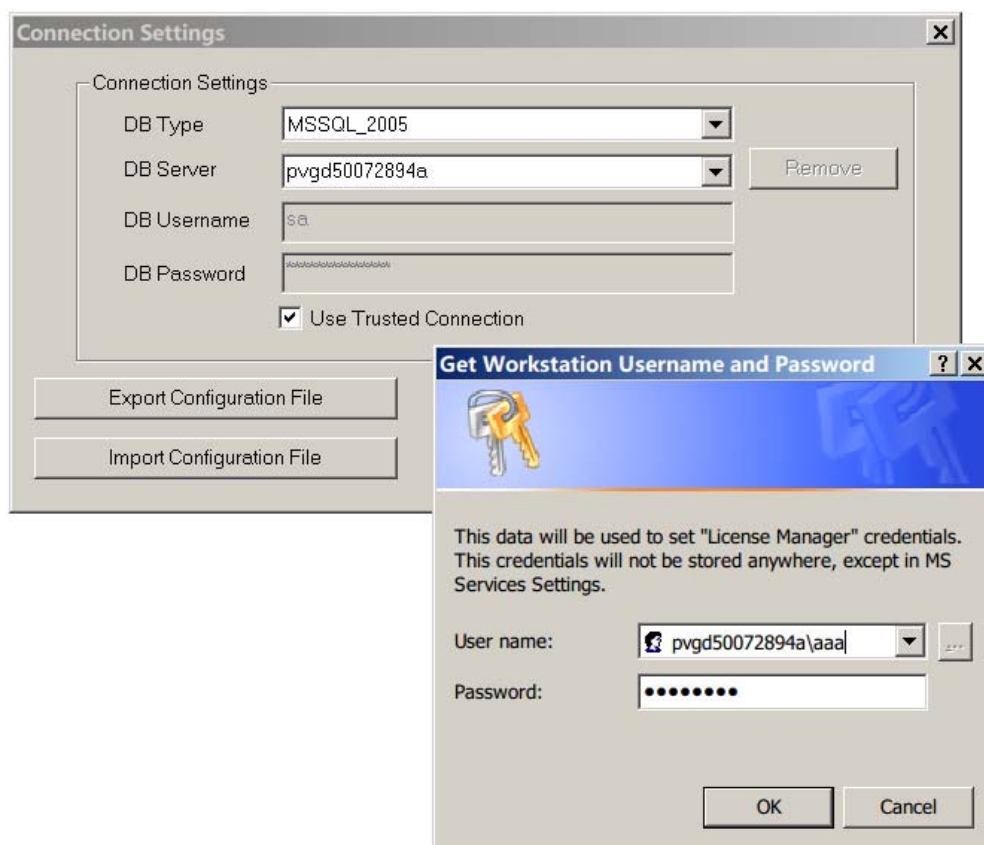 Connection Settings
Connection Settings
DB Type MSSQL_2005
DB Server pvgd50072894a Remove
DB Username sa
DB Password ****************
Use Trusted Connection
Export Configuration File
Import Configuration File
Get Workstation Username and Password
This data will be used to set "License Manager" credentials.
This credentials will not be stored anywhere, except in MS
Services Settings.
User name: pvgd50072894a\aaa ...
Password: ●●●●●●●●
OK Cancel